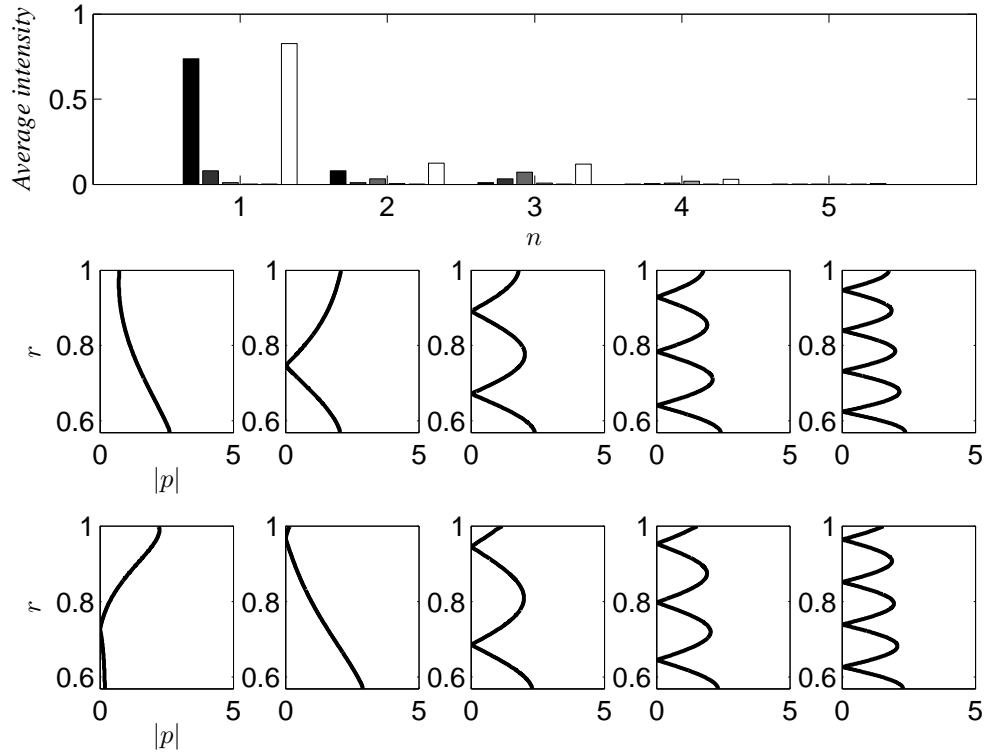 Average intensity
1
0.5
0
1 2 3 4 5
n
r
1 1 1 1 1
0.8 0.8 0.8 0.8 0.8
0.6 0.6 0.6 0.6 0.6
0 5 0 5 0 5 0 5 0 5
|p|
r
1 1 1 1 1
0.8 0.8 0.8 0.8 0.8
0.6 0.6 0.6 0.6 0.6
0 5 0 5 0 5 0 5 0 5
|p|